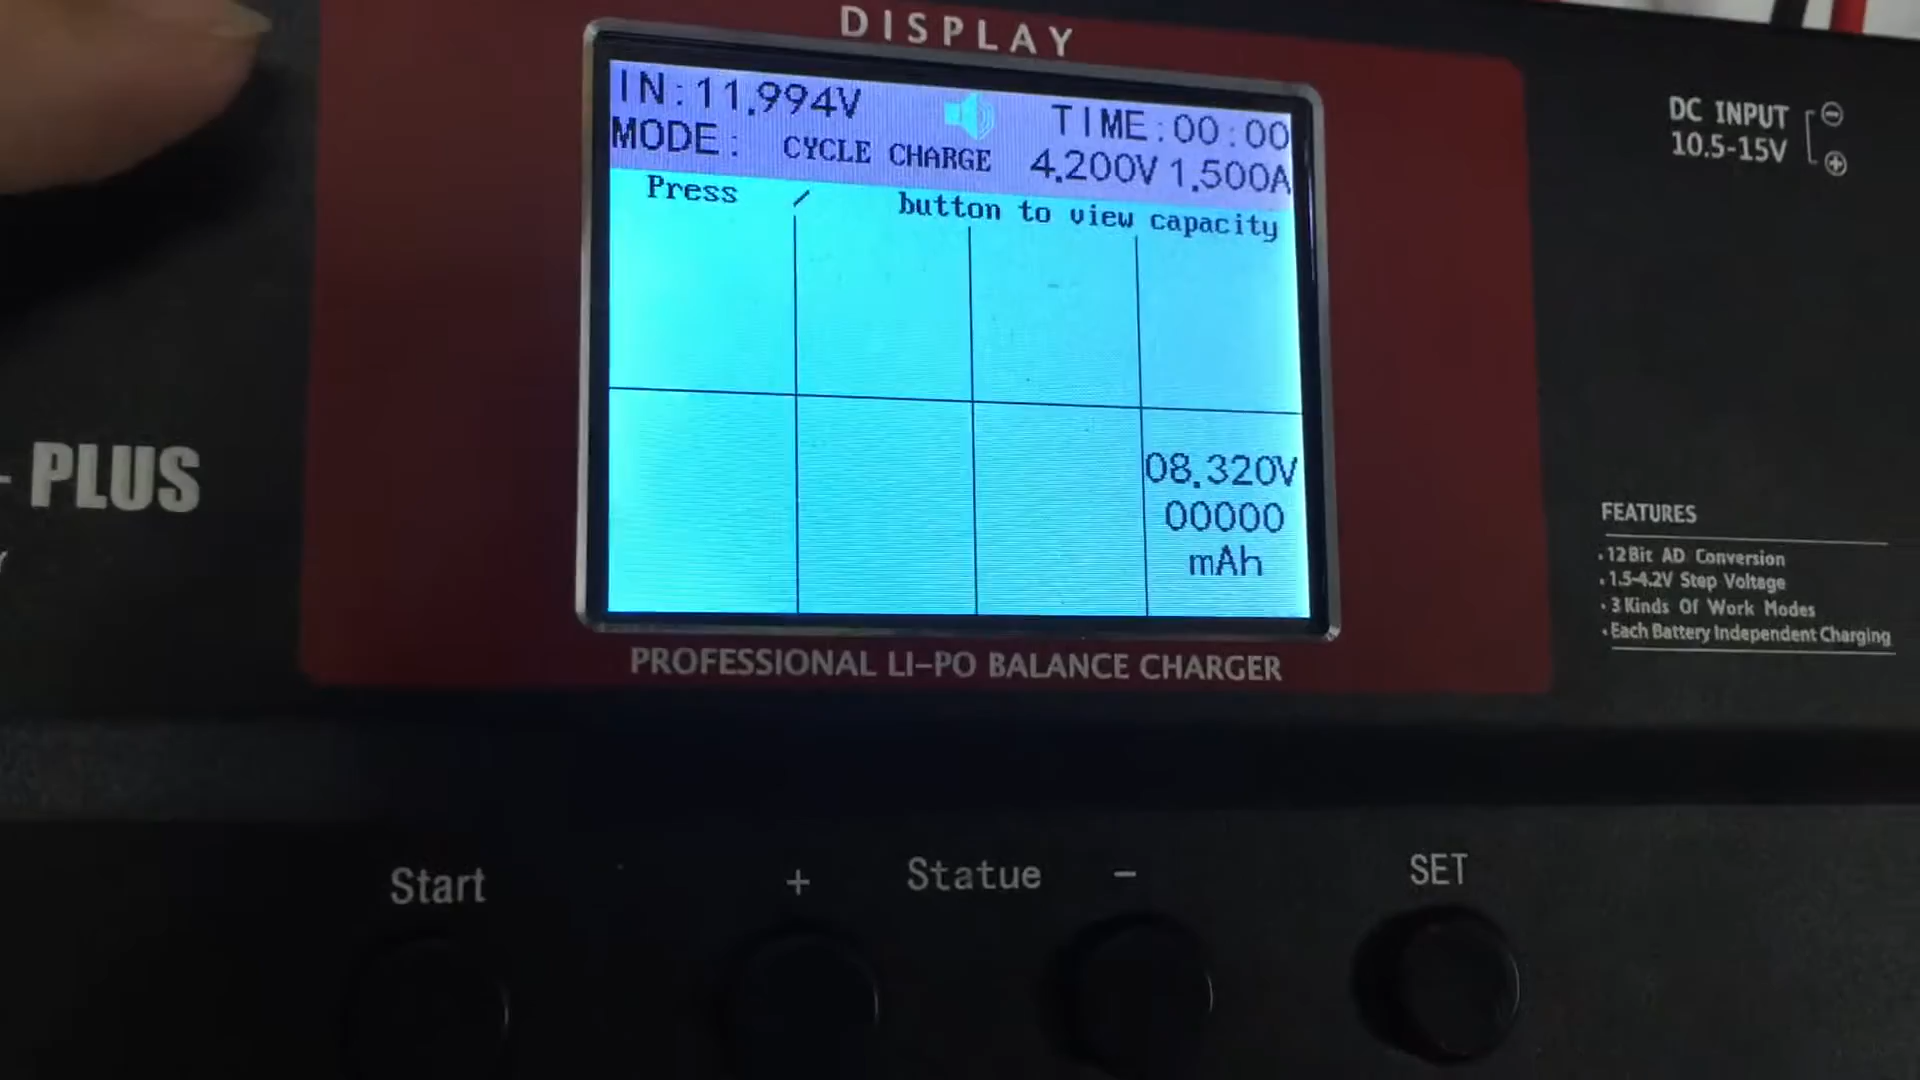 DISPLAY
IN:11.994V
TIME:00:00
MODE: CYCLE CHARGE 4.200V 1.500A
Press / button to view capacity
08.320V
00000
mAh
PROFESSIONAL LI-PO BALANCE CHARGER
PLUS
DC INPUT
10.5-15V
FEATURES
• 12Bit AD Conversion
• 1.5-4.2V Step Voltage
• 3 Kinds Of Work Modes
• Each Battery Independent Charging
Start + Statue - SET